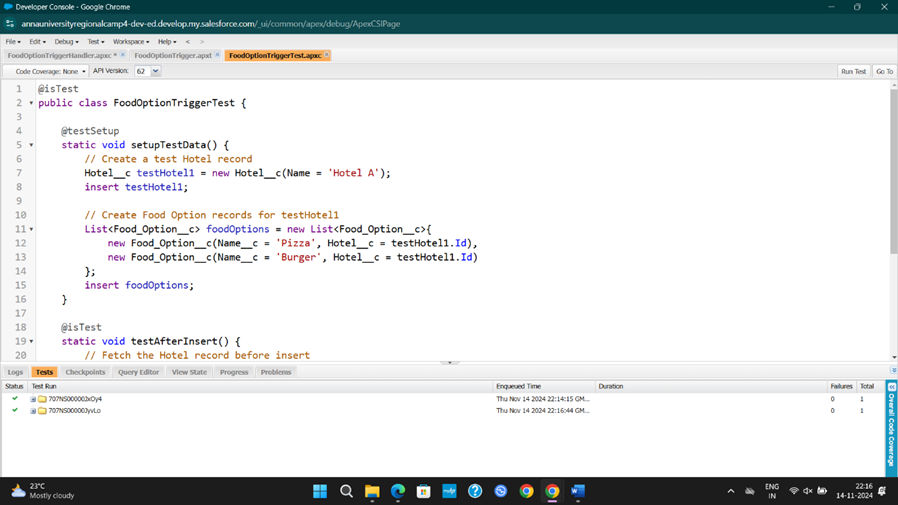 Developer Console - Google Chrome
annauniversityregionalcamp4-dev-ed.develop.my.salesforce.com/_ui/common/apex/debug/ApexCSIPage
File Edit Debug Test Workspace Help < >
FoodOptionTriggerHandler.apxc * FoodOptionTrigger.apxt FoodOptionTriggerTest.apxc
Code Coverage: None API Version: 62 Run Test Go To
1 @isTest
2 public class FoodOptionTriggerTest {
3
4 @testSetup
5 static void setupTestData() {
6 // Create a test Hotel record
7 Hotel__c testHotel1 = new Hotel__c(Name = 'Hotel A');
8 insert testHotel1;
9
10 // Create Food Option records for testHotel1
11 List<Food_Option__c> foodOptions = new List<Food_Option__c>{
12 new Food_Option__c(Name__c = 'Pizza', Hotel__c = testHotel1.Id),
13 new Food_Option__c(Name__c = 'Burger', Hotel__c = testHotel1.Id)
14 };
15 insert foodOptions;
16 }
17
18 @isTest
19 static void testAfterInsert() {
20 // Fetch the Hotel record before insert
Logs Tests Checkpoints Query Editor View State Progress Problems
Status Test Run Enqueued Time Duration Failures Total
Thu Nov 14 2024 22:14:15 GM... 0 1
Thu Nov 14 2024 22:16:44 GM... 0 1
Overall Code Coverage
23°C
Mostly cloudy
ENG
IN
22:16
14-11-2024